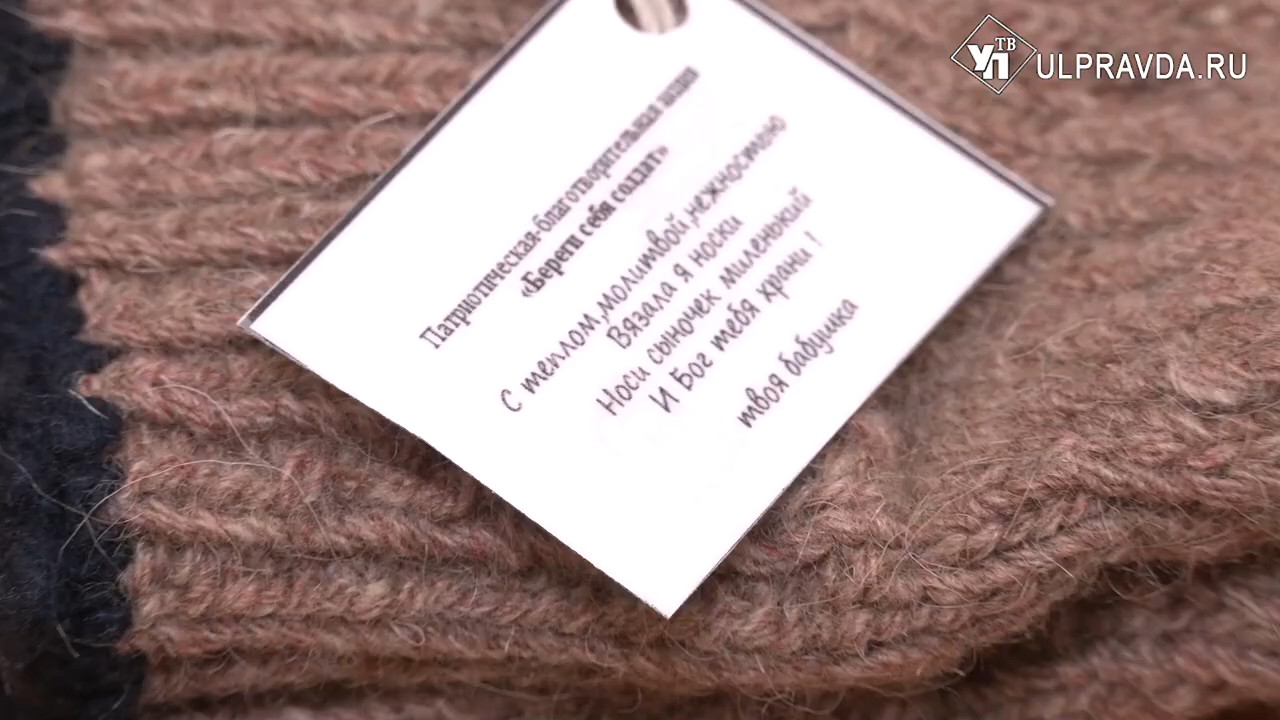 Патриотическая-благотворительная акция
«Береги себя солдат»
С теплом,молитвой,нежностью
Вязала я носки
Носи сыночек миленький
И Бог тебя храни !
твоя бабушка
УП ТВ
ULPRAVDA.RU